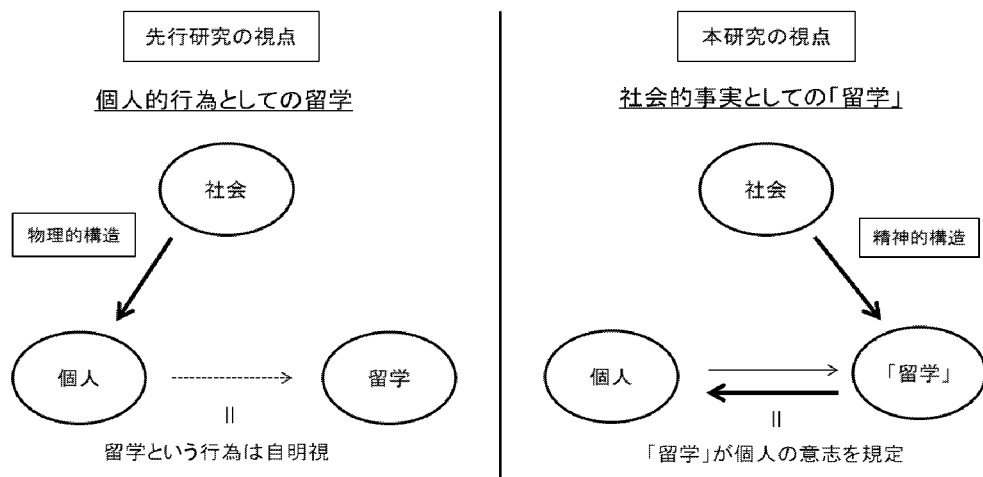 先行研究の視点
個人的行為としての留学
社会
物理的構造
個人
留学
=
留学という行為は自明視
本研究の視点
社会的事実としての「留学」
社会
精神的構造
個人
「留学」
=
「留学」が個人の意志を規定